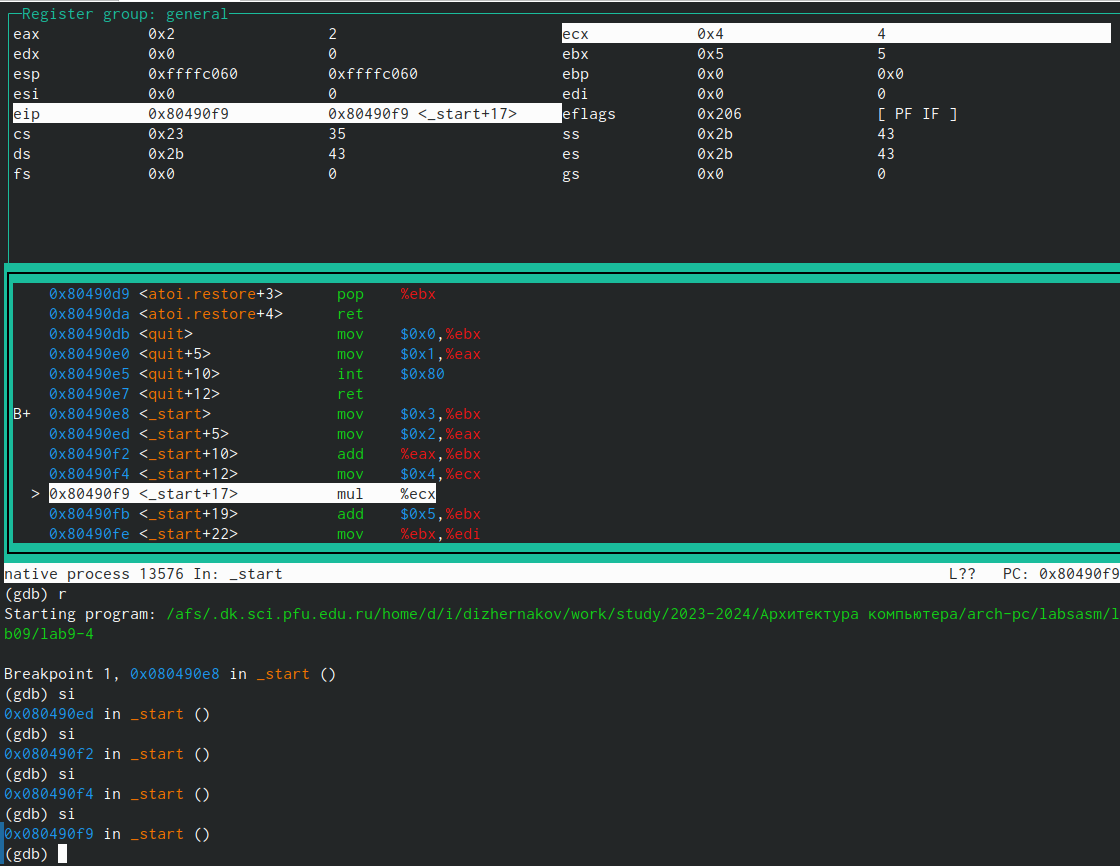 Register group: general
eax 0x2 2 ecx 0x4 4
edx 0x0 0 ebx 0x5 5
esp 0xffffc060 0xffffc060 ebp 0x0 0x0
esi 0x0 0 edi 0x0 0
eip 0x80490f9 0x80490f9 <_start+17> eflags 0x206 [ PF IF ]
cs 0x23 35 ss 0x2b 43
ds 0x2b 43 es 0x2b 43
fs 0x0 0 gs 0x0 0
0x80490d9 <atoi.restore+3> pop %ebx
0x80490da <atoi.restore+4> ret
0x80490db <quit> mov $0x0,%ebx
0x80490e0 <quit+5> mov $0x1,%eax
0x80490e5 <quit+10> int $0x80
0x80490e7 <quit+12> ret
B+ 0x80490e8 <_start> mov $0x3,%ebx
0x80490ed <_start+5> mov $0x2,%eax
0x80490f2 <_start+10> add %eax,%ebx
0x80490f4 <_start+12> mov $0x4,%ecx
> 0x80490f9 <_start+17> mul %ecx
0x80490fb <_start+19> add $0x5,%ebx
0x80490fe <_start+22> mov %ebx,%edi
native process 13576 In: _start L?? PC: 0x80490f9
(gdb) r
Starting program: /afs/.dk.sci.pfu.edu.ru/home/d/i/dizhernakov/work/study/2023-2024/Архитектура компьютера/arch-pc/labsasm/l
b09/lab9-4
Breakpoint 1, 0x080490e8 in _start ()
(gdb) si
0x080490ed in _start ()
(gdb) si
0x080490f2 in _start ()
(gdb) si
0x080490f4 in _start ()
(gdb) si
0x080490f9 in _start ()
(gdb)